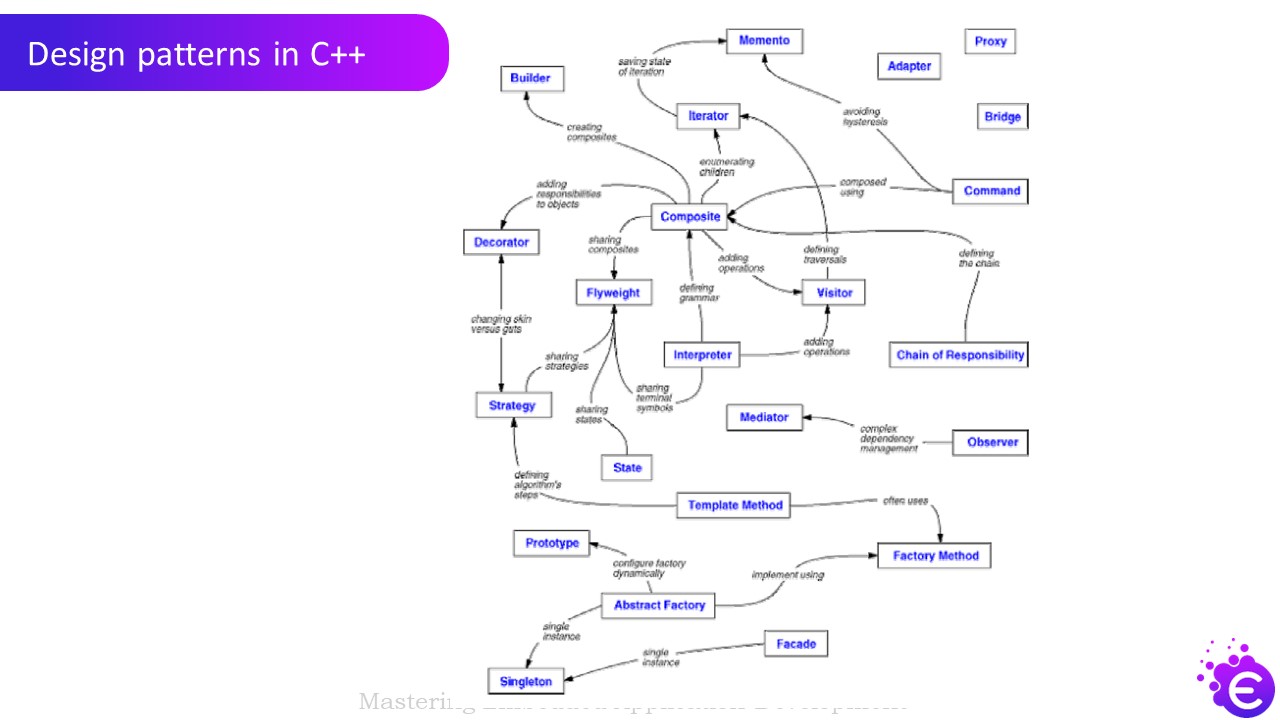 Design patterns in C++
Memento
Proxy
Adapter
Builder
saving state
of iteration
Iterator
avoiding
hysteresis
Bridge
creating
composites
enumerating
children
adding
responsibilities
to objects
composed
using
Command
Composite
Decorator
sharing
composites
adding
operations
defining
traversals
defining
the chain
Flyweight
defining
grammar
Visitor
changing skin
versus guts
sharing
strategies
Interpreter
adding
operations
Chain of Responsibility
sharing
terminal
symbols
Strategy
sharing
states
Mediator
complex
dependency
management
Observer
State
defining
algorithm's
steps
Template Method
often uses
Prototype
configure factory
dynamically
implement using
Factory Method
Abstract Factory
single
instance
Facade
single
instance
Singleton